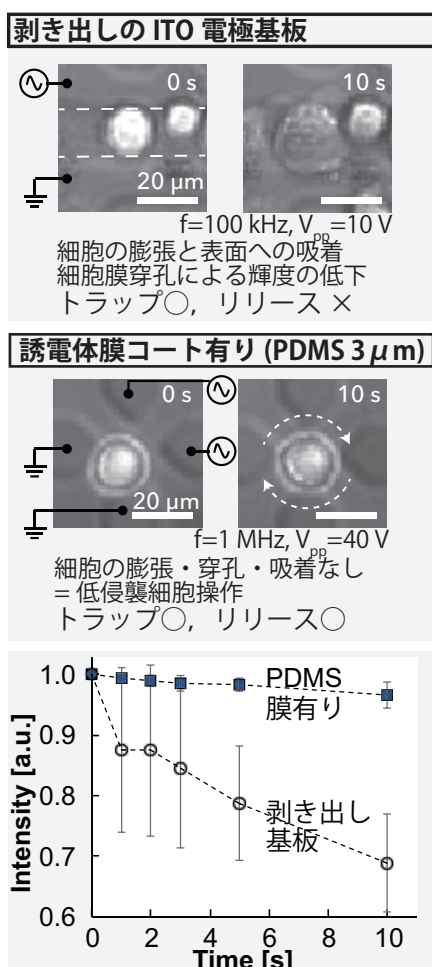 剥き出しの ITO 電極基板
0 s
10 s
20 μm
f=100 kHz, Vpp=10 V
細胞の膨張と表面への吸着
細胞膜穿孔による輝度の低下
トラップ○, リリース ×
誘電体膜コート有り (PDMS 3 μm)
0 s
10 s
20 μm
f=1 MHz, Vpp=40 V
細胞の膨張・穿孔・吸着なし
= 低侵襲細胞操作
トラップ○, リリース○
1.0
0.9
0.8
0.7
0.6
Intensity [a.u.]
PDMS
膜有り
剥き出し
基板
0 2 4 6 8 10
Time [s]